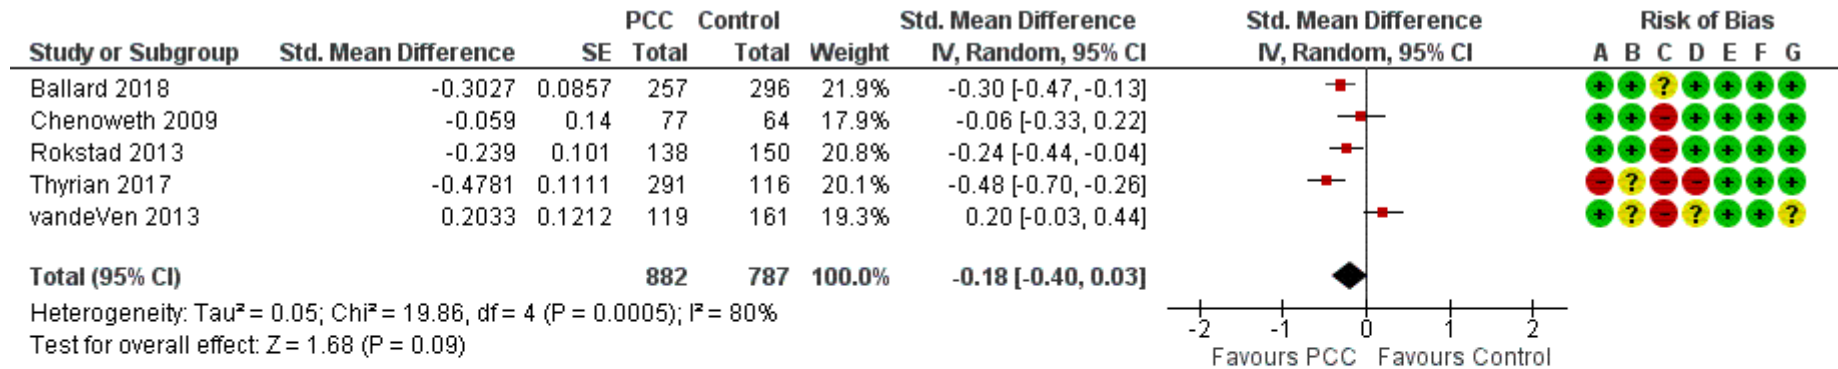 PCC Control Std. Mean Difference Std. Mean Difference Risk of Bias
Study or Subgroup Std. Mean Difference SE Total Total Weight IV, Random, 95% CI IV, Random, 95% CI A B C D E F G
Ballard 2018 -0.3027 0.0857 257 296 21.9% -0.30 [-0.47, -0.13] + + ? + + + +
Chenoweth 2009 -0.059 0.14 77 64 17.9% -0.06 [-0.33, 0.22] + + - + + + +
Rokstad 2013 -0.239 0.101 138 150 20.8% -0.24 [-0.44, -0.04] + + - + + + +
Thyrian 2017 -0.4781 0.1111 291 116 20.1% -0.48 [-0.70, -0.26] - ? - - + + +
vandeVen 2013 0.2033 0.1212 119 161 19.3% 0.20 [-0.03, 0.44] + ? - ? + + ?
Total (95% CI) 882 787 100.0% -0.18 [-0.40, 0.03]
Heterogeneity: Tau² = 0.05; Chi² = 19.86, df = 4 (P = 0.0005); I² = 80%
Test for overall effect: Z = 1.68 (P = 0.09)
-2 -1 0 1 2
Favours PCC Favours Control